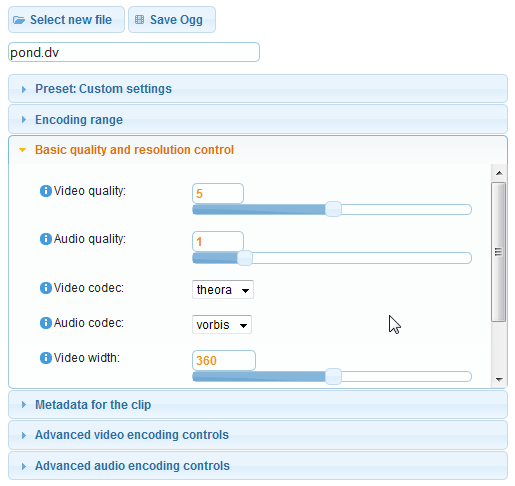 Select new file Save Ogg
pond.dv
Preset: Custom settings
Encoding range
Basic quality and resolution control
Video quality: 5
Audio quality: 1
Video codec: theora
Audio codec: vorbis
Video width: 360
Metadata for the clip
Advanced video encoding controls
Advanced audio encoding controls